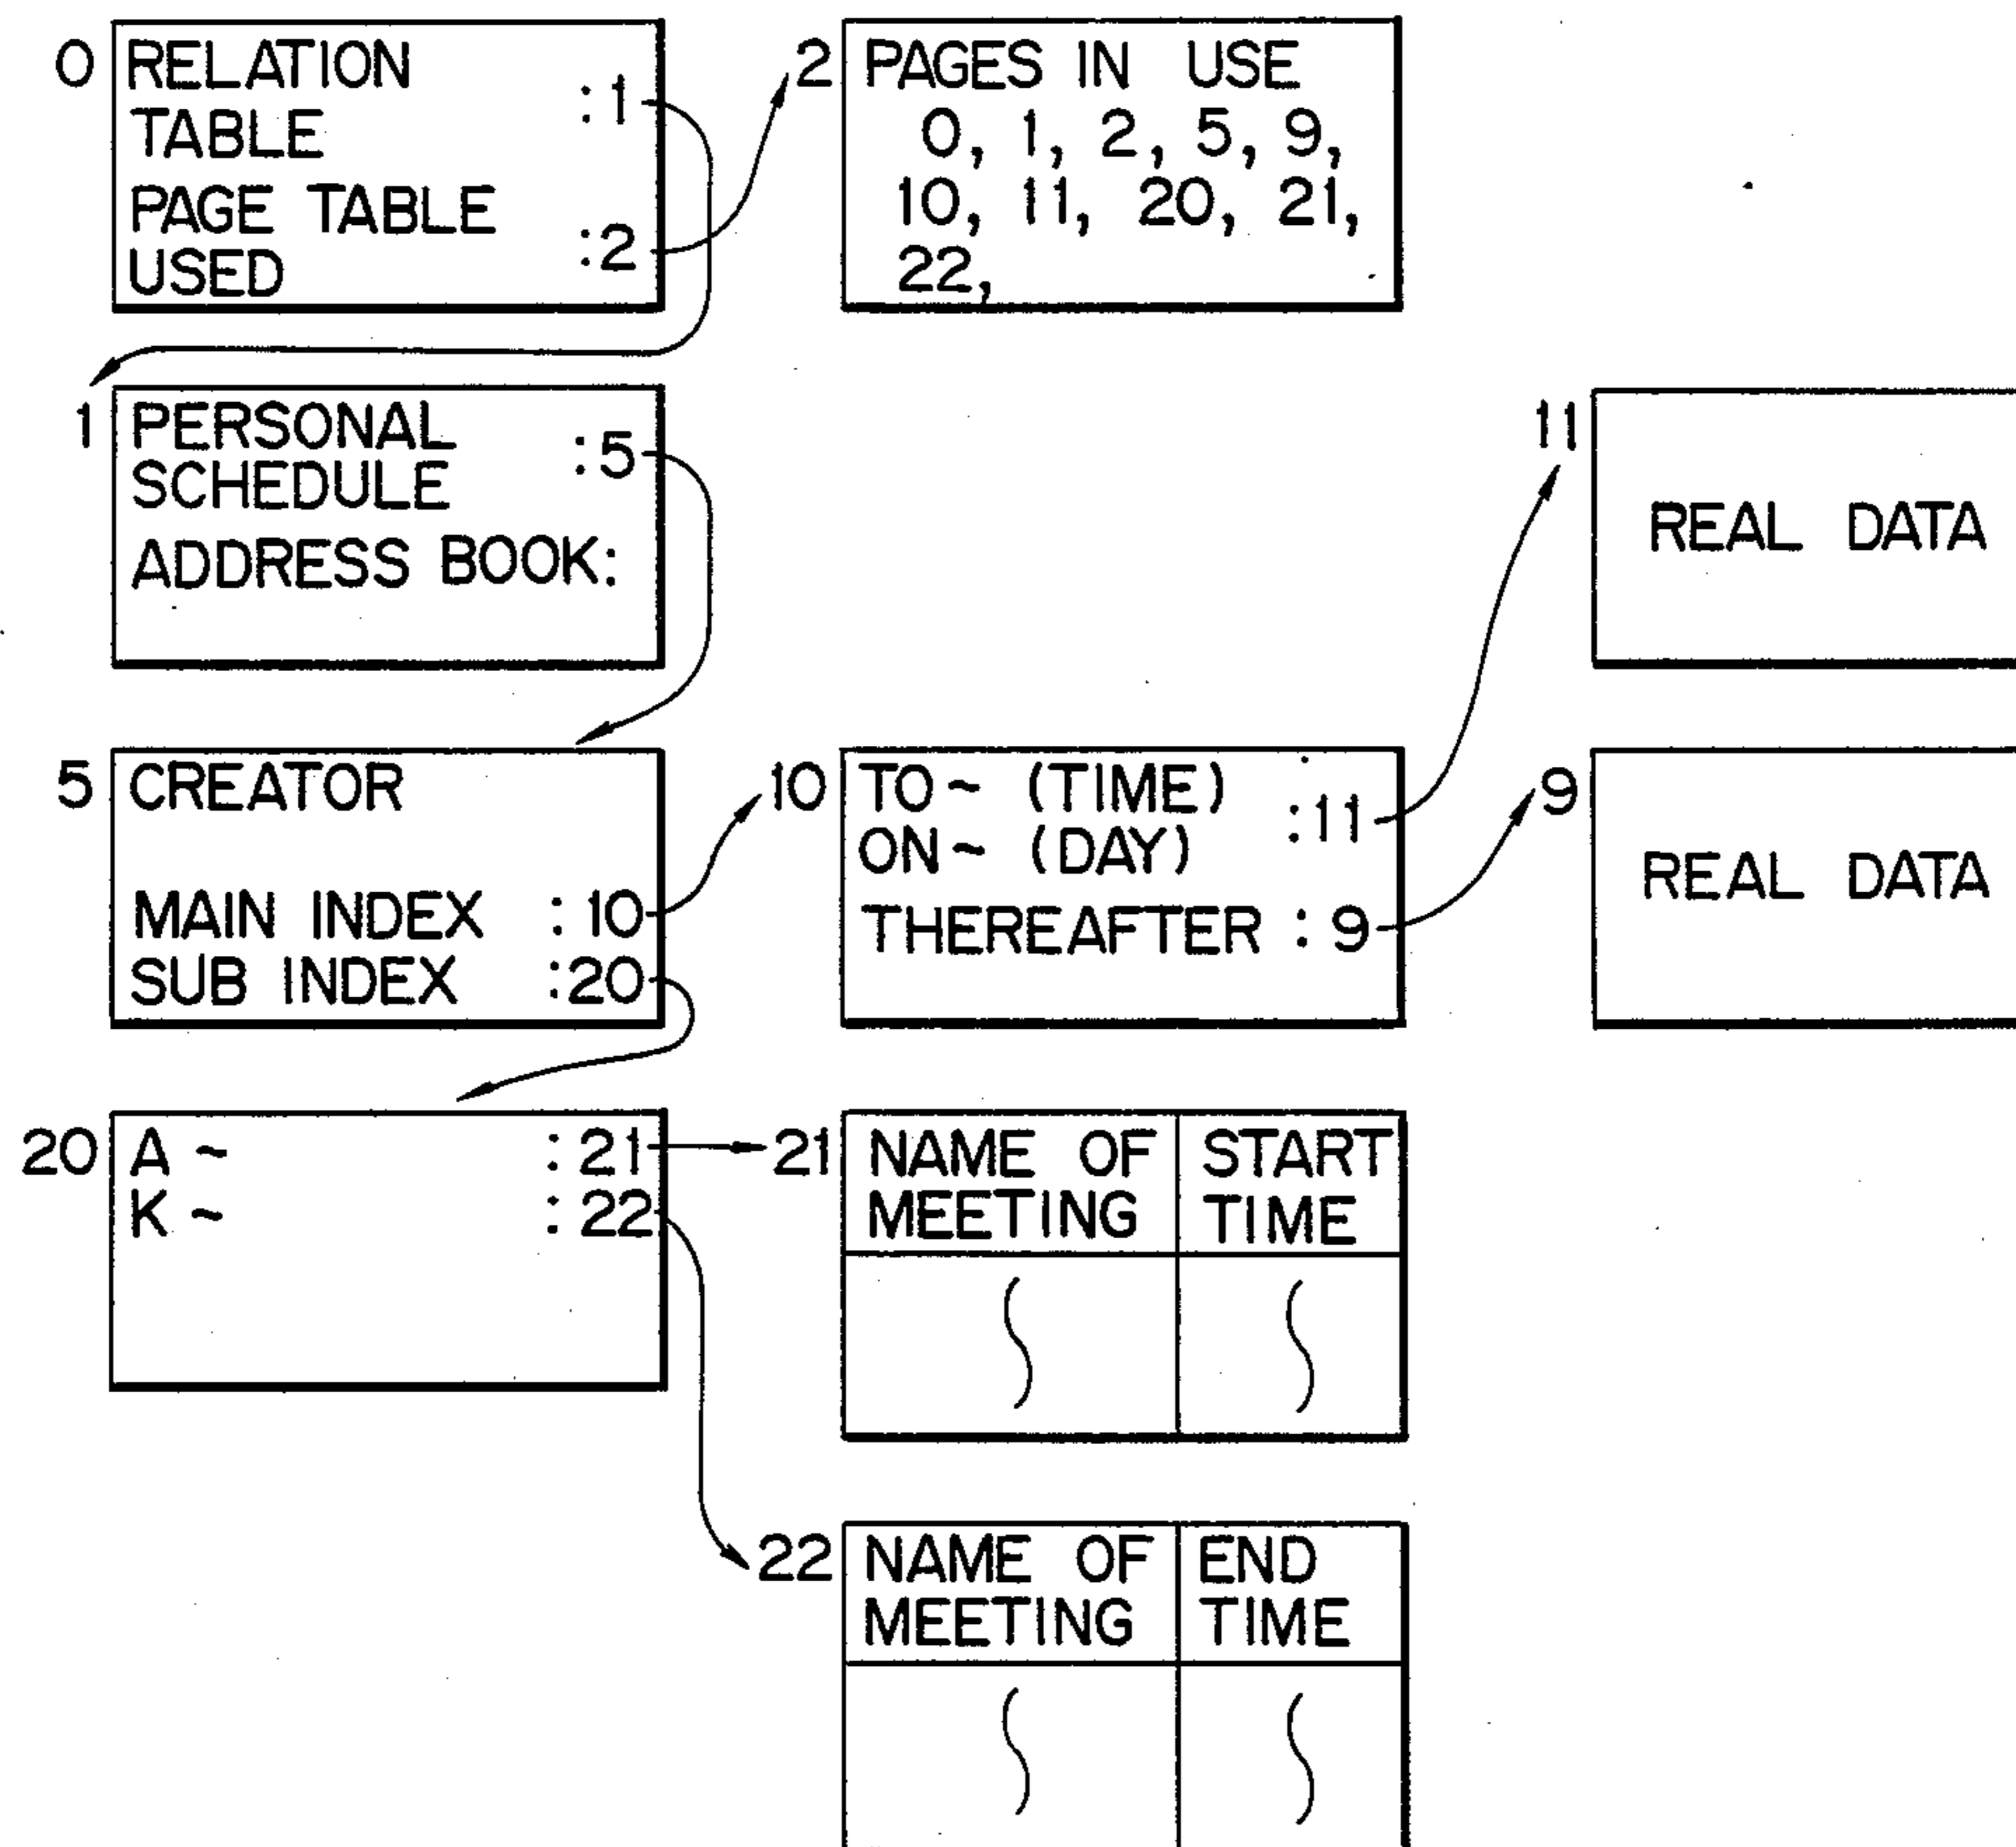 0 RELATION :1
TABLE
PAGE TABLE :2
USED
2 PAGES IN USE
0, 1, 2, 5, 9,
10, 11, 20, 21,
22,
1 PERSONAL :5
SCHEDULE
ADDRESS BOOK:
11
REAL DATA
5 CREATOR
MAIN INDEX :10
SUB INDEX :20
10 TO~ (TIME) :11
ON~ (DAY)
THEREAFTER :9
9
REAL DATA
20 A~ :21
K~ :22
21 NAME OF START
MEETING TIME
22 NAME OF END
MEETING TIME